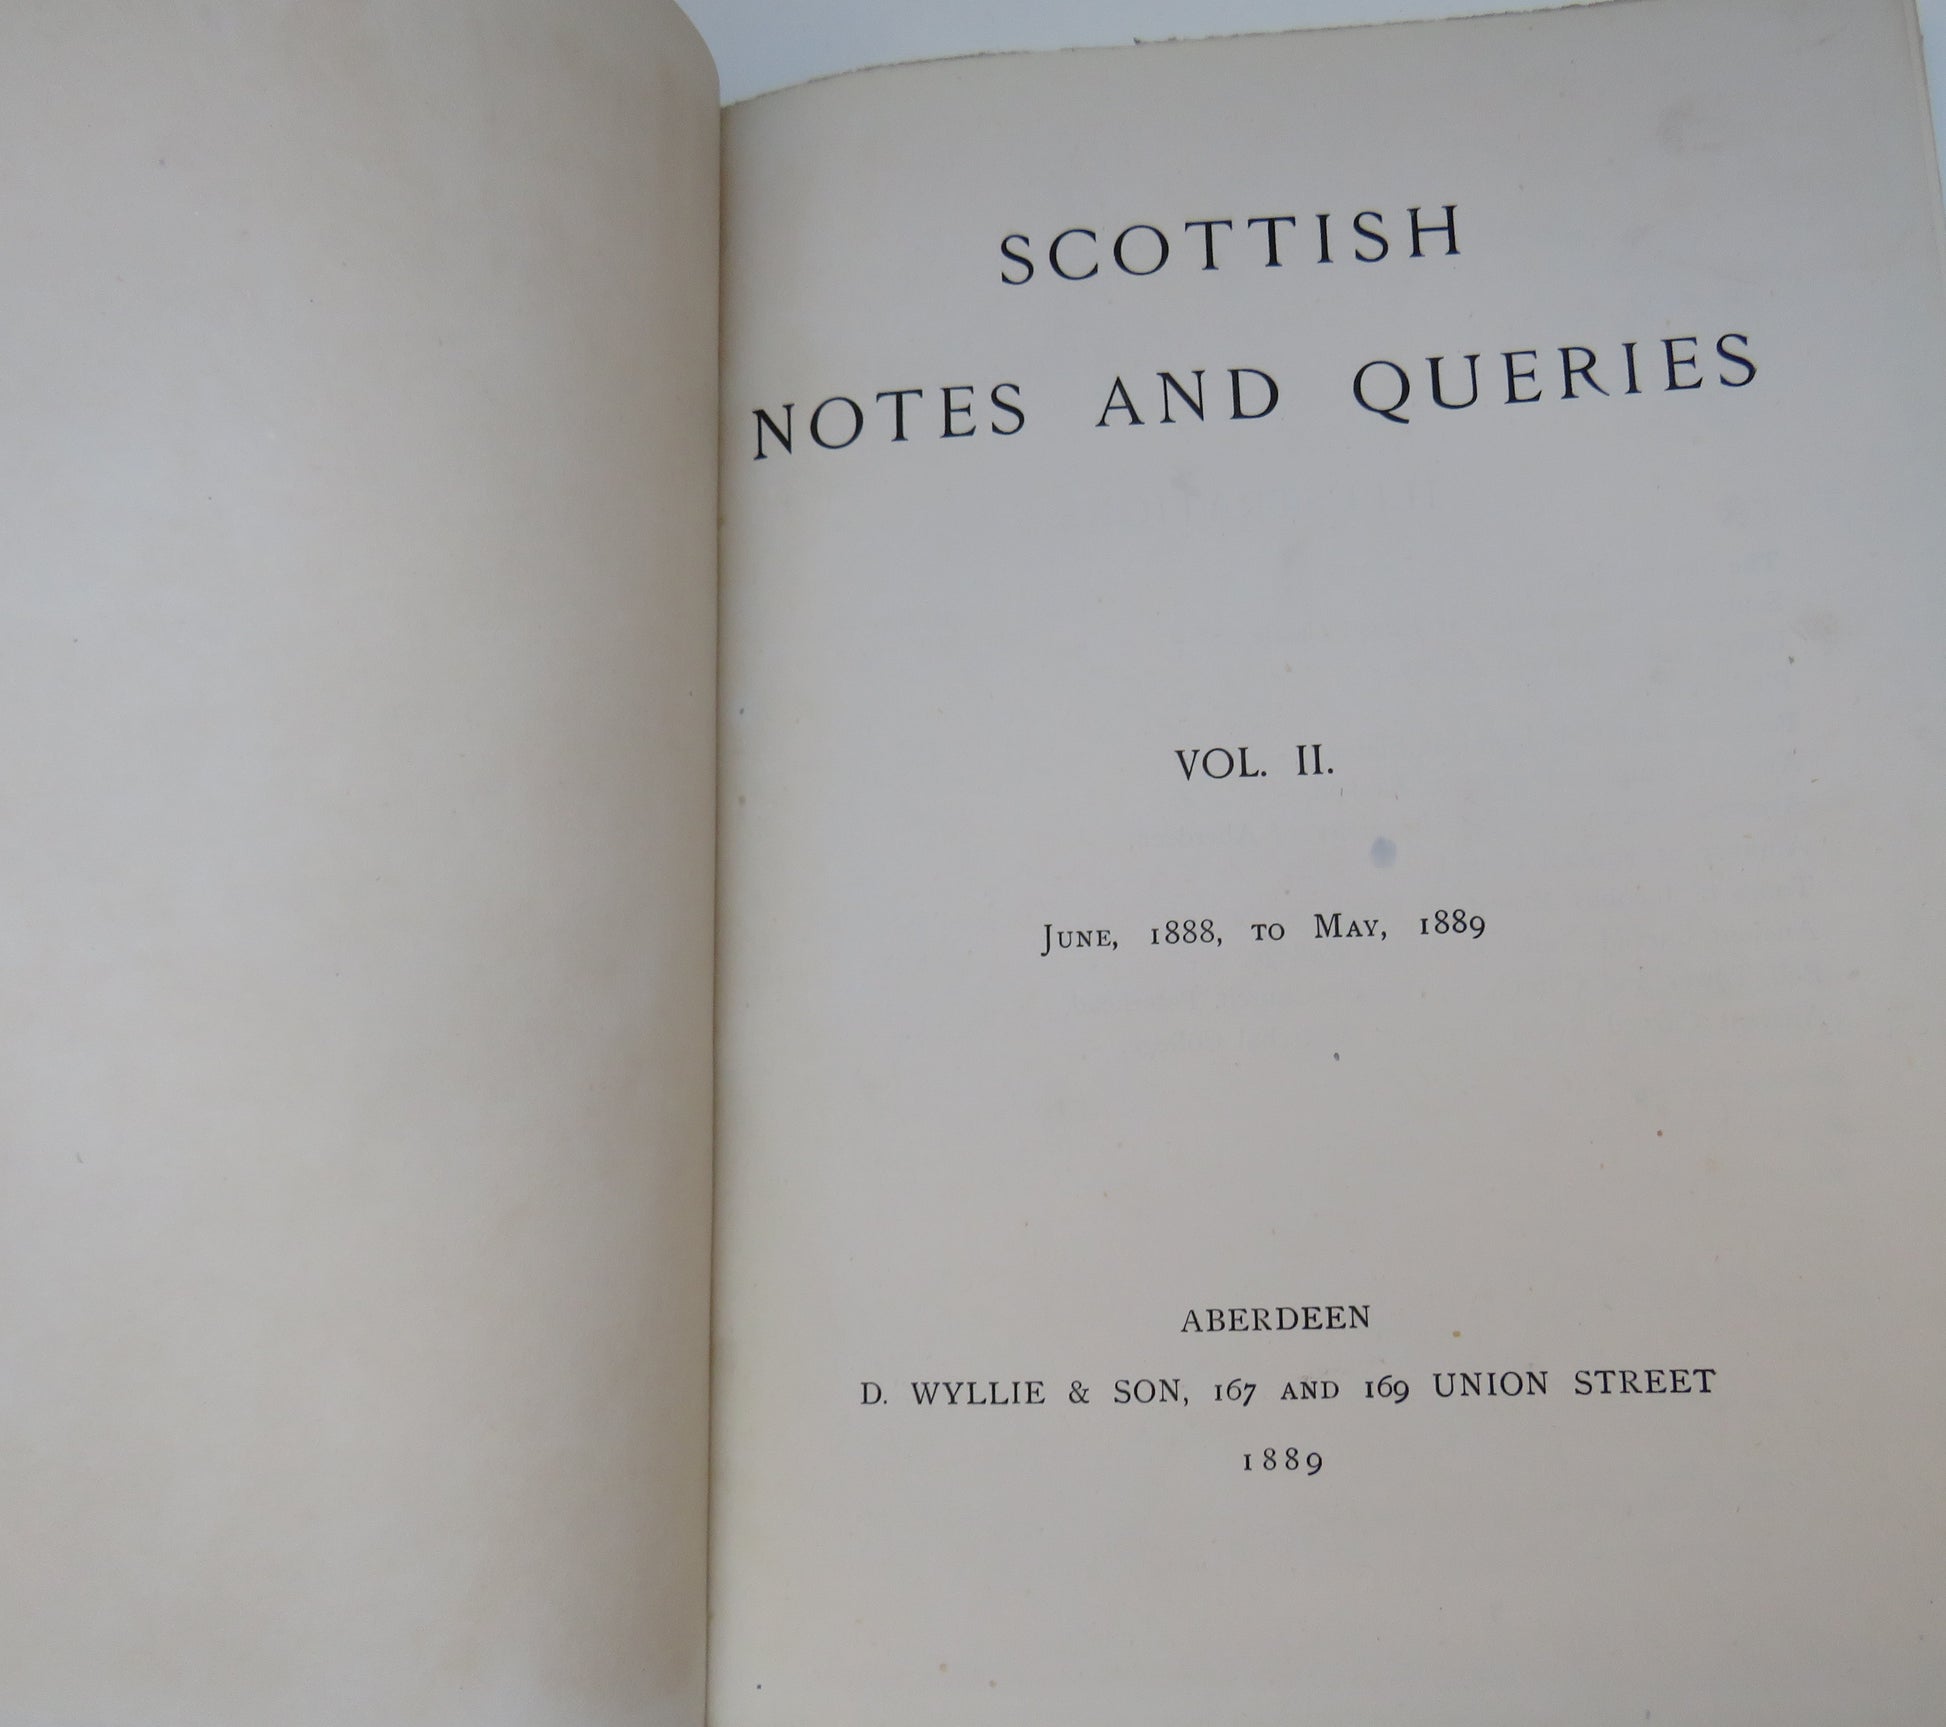 SCOTTISH
NOTES AND QUERIES
VOL. II.
JUNE, 1888, TO MAY, 1889
ABERDEEN
D. WYLLIE & SON, 167 AND 169 UNION STREET
1889